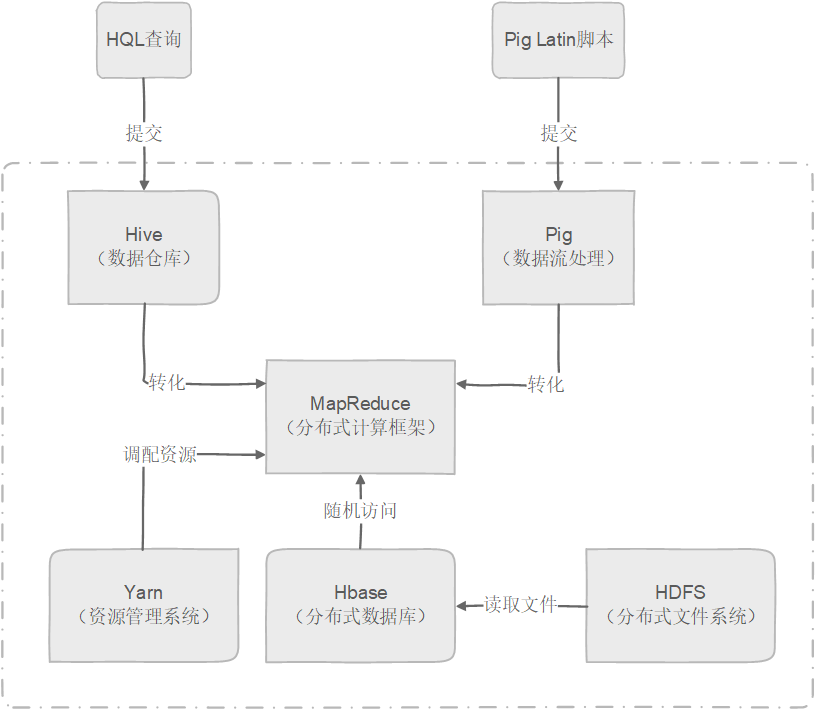 HQL查询
Pig Latin脚本
提交
提交
Hive
（数据仓库）
Pig
（数据流处理）
转化
转化
MapReduce
（分布式计算框架）
调配资源
随机访问
Yarn
（资源管理系统）
Hbase
（分布式数据库）
读取文件
HDFS
（分布式文件系统）